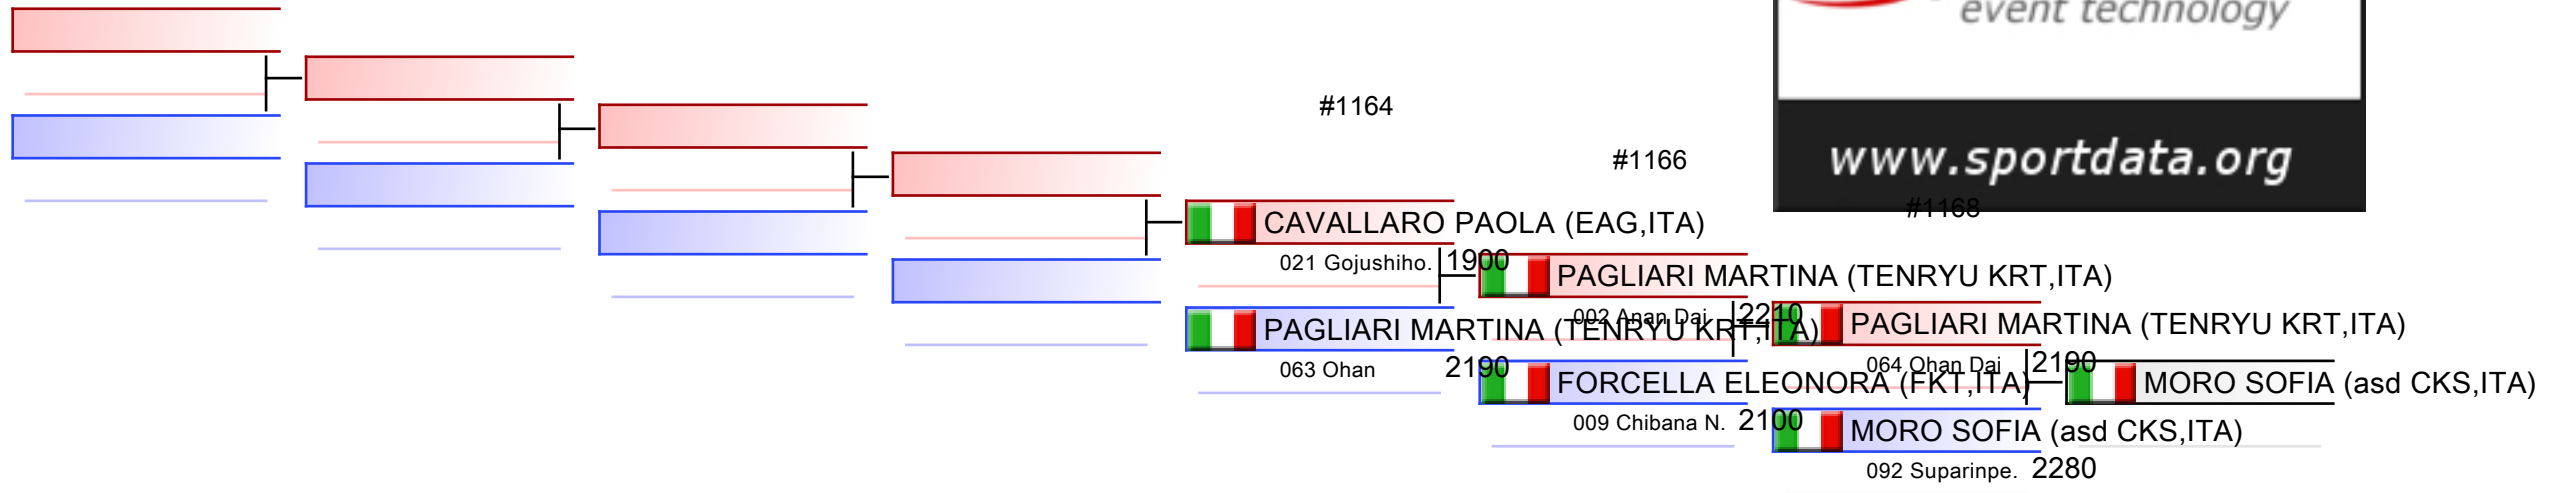 event technology
www.sportdata.org
#1164
#1166
#1168
CAVALLARO PAOLA (EAG,ITA)
021 Gojushiho. 1900
PAGLIARI MARTINA (TENRYU KRT,ITA)
063 Ohan 2190
PAGLIARI MARTINA (TENRYU KRT,ITA)
002 Anan Dai 2210
FORCELLA ELEONORA (FKT,ITA)
009 Chibana N. 2100
PAGLIARI MARTINA (TENRYU KRT,ITA)
064 Ohan Dai 2190
MORO SOFIA (asd CKS,ITA)
092 Suparinpe. 2280
MORO SOFIA (asd CKS,ITA)